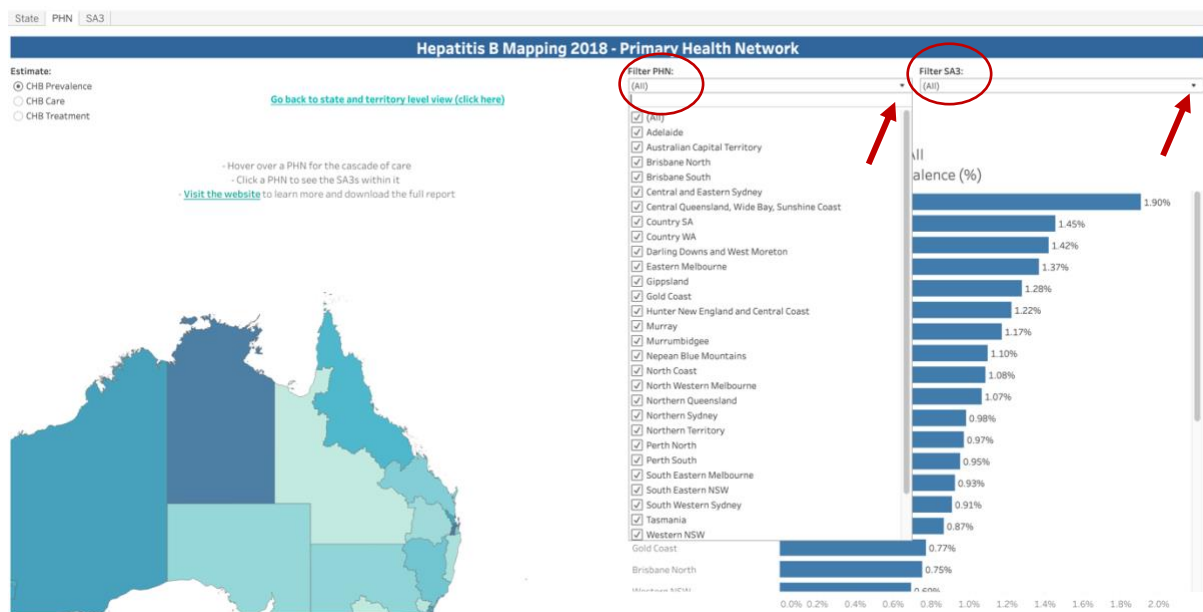 State PHN SA3
Hepatitis B Mapping 2018 - Primary Health Network
Estimate:
CHB Prevalence
CHB Care
CHB Treatment
Go back to state and territory level view (click here)
- Hover over a PHN for the cascade of care
- Click a PHN to see the SA3s within it
- Visit the website to learn more and download the full report
Filter PHN:
(All)
Filter SA3:
(All)
(All)
Adelaide
Australian Capital Territory
Brisbane North
Brisbane South
Central and Eastern Sydney
Central Queensland, Wide Bay, Sunshine Coast
Country SA
Country WA
Darling Downs and West Moreton
Eastern Melbourne
Gippsland
Gold Coast
Hunter New England and Central Coast
Murray
Murrumbidgee
Nepean Blue Mountains
North Coast
North Western Melbourne
Northern Queensland
Northern Sydney
Northern Territory
Perth North
Perth South
South Eastern Melbourne
South Eastern NSW
South Western Sydney
Tasmania
Western NSW
(%)
1.90%
1.45%
1.42%
1.37%
1.28%
1.22%
1.17%
1.10%
1.08%
1.07%
0.98%
0.97%
0.95%
0.93%
0.91%
0.87%
Gold Coast 0.77%
Brisbane North 0.75%
Western NSW 0.69%
0.0% 0.2% 0.4% 0.6% 0.8% 1.0% 1.2% 1.4% 1.6% 1.8% 2.0%